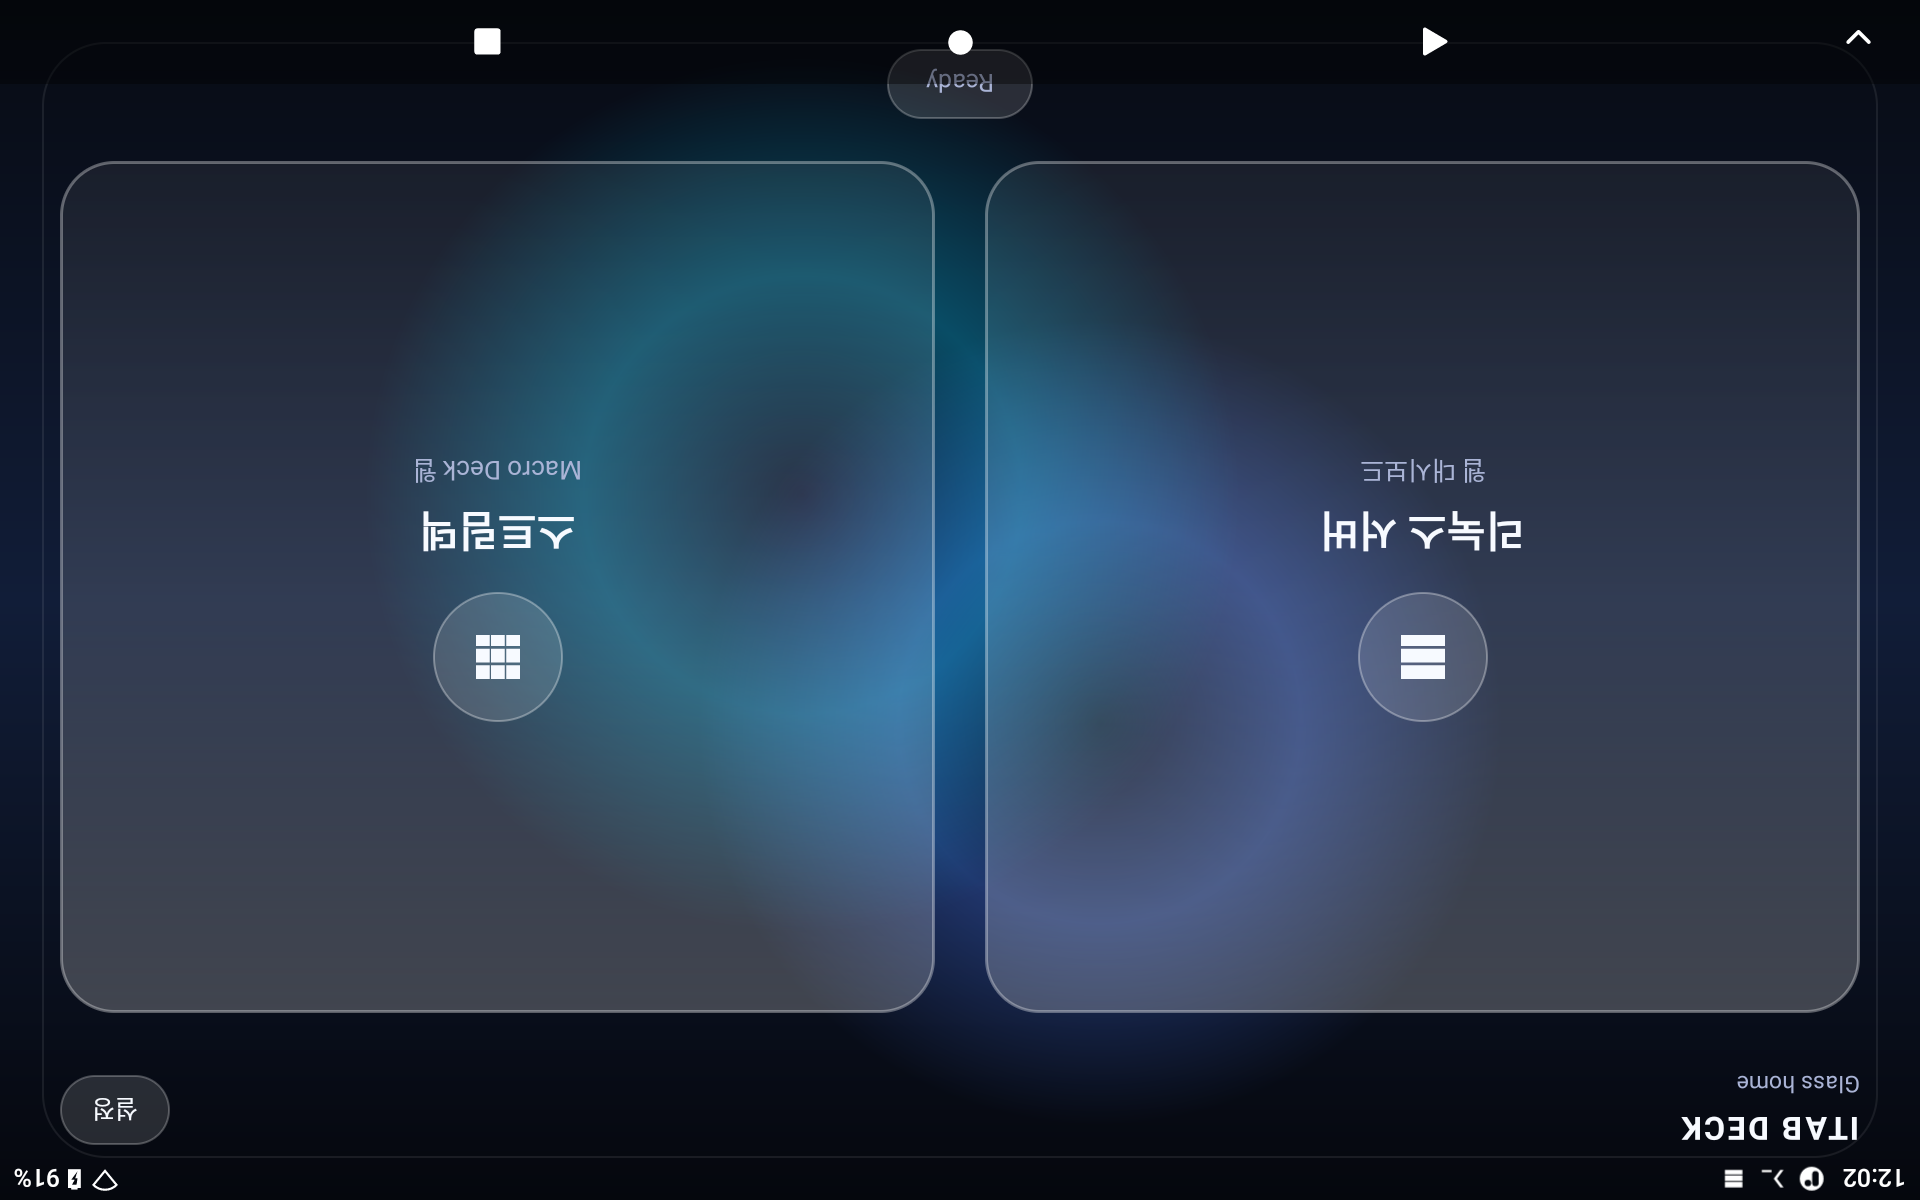 12:02
91%
ITAB DECK
Glass home
설정
리눅스 서버
웹 대시보드
스트림덱
Macro Deck 웹
Ready